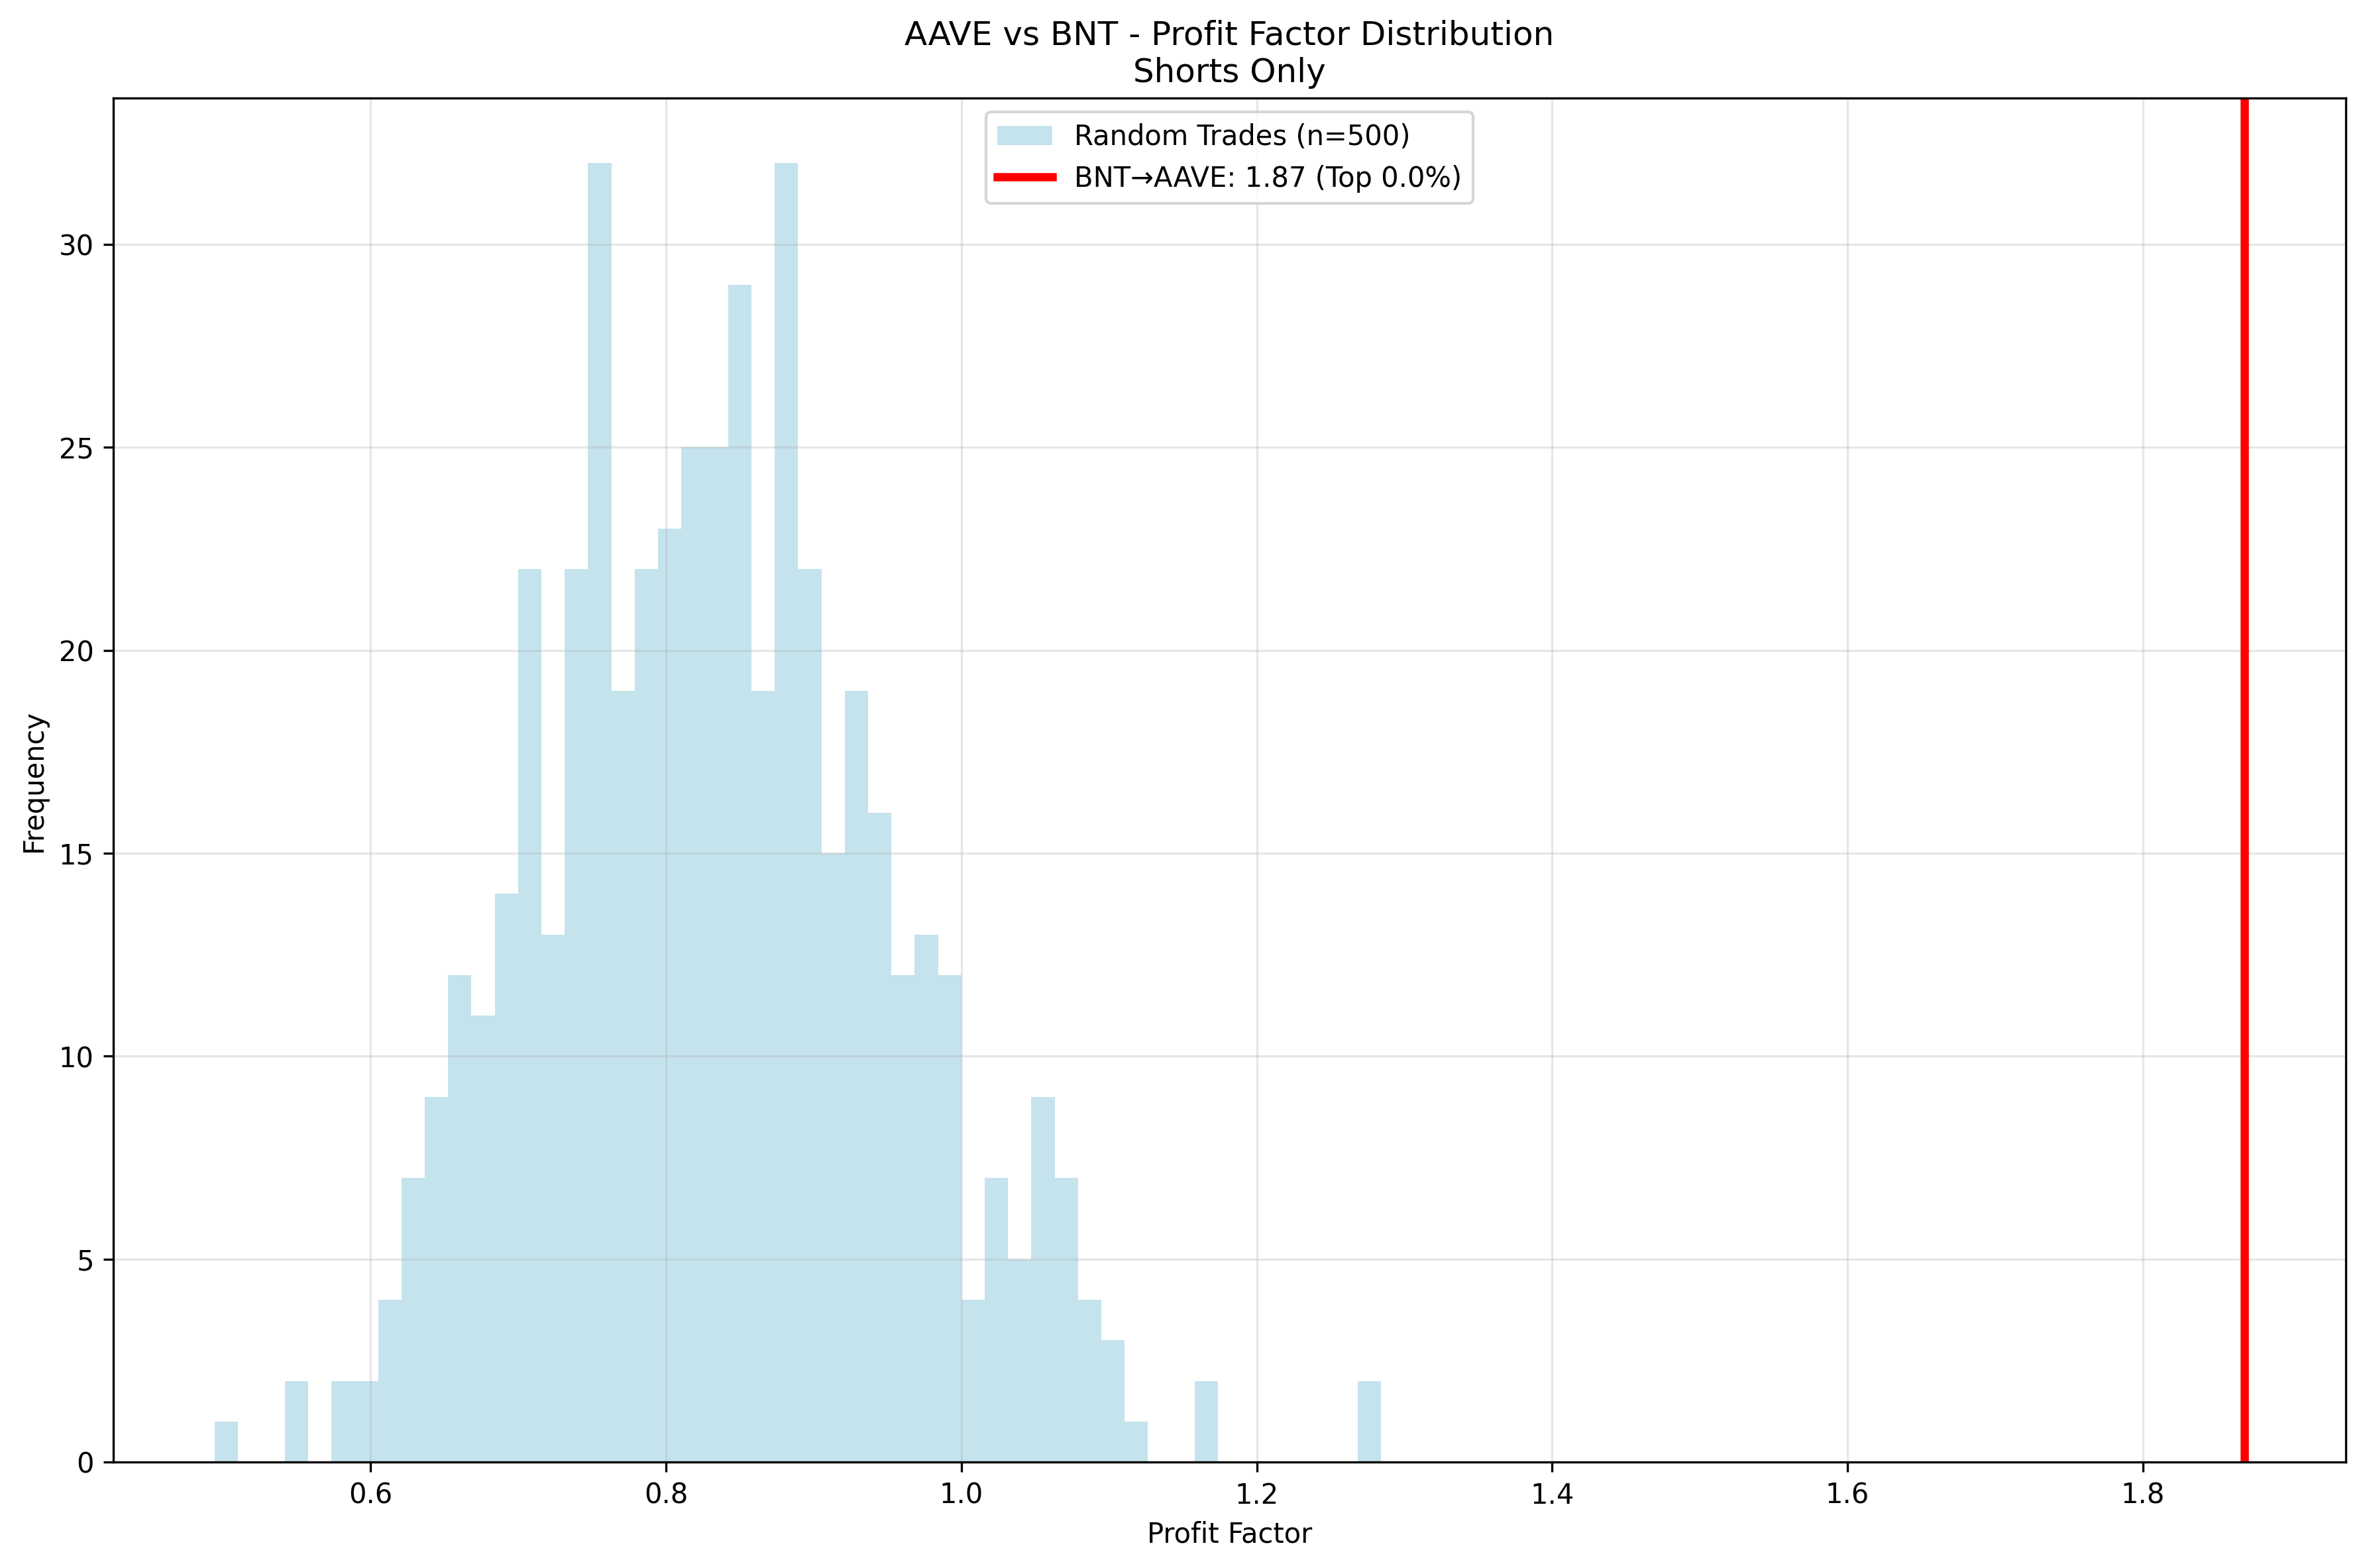 AAVE vs BNT - Profit Factor Distribution
Shorts Only
Random Trades (n=500)
BNT→AAVE: 1.87 (Top 0.0%)
30
25
20
15
10
5
0
Frequency
0.6
0.8
1.0
1.2
1.4
1.6
1.8
Profit Factor